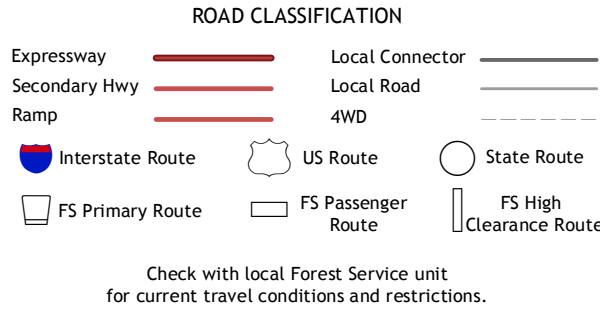 ROAD CLASSIFICATION
Expressway
Local Connector
Secondary Hwy
Local Road
Ramp
4WD
Interstate Route
US Route
State Route
FS Primary Route
FS Passenger
Route
FS High
Clearance Route
Check with local Forest Service unit
for current travel conditions and restrictions.